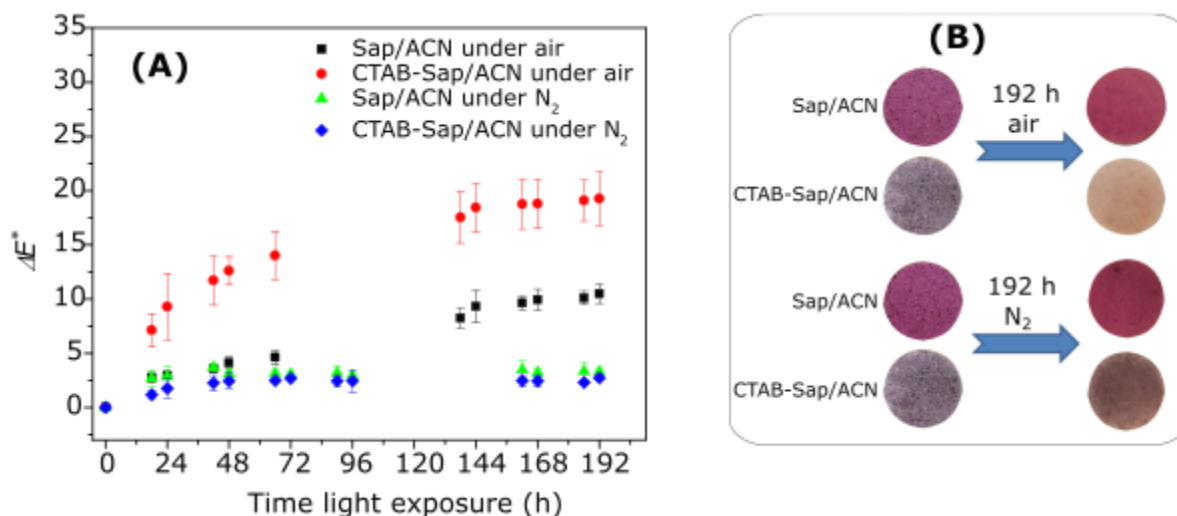 (A)
Sap/ACN under air
CTAB-Sap/ACN under air
Sap/ACN under N₂
CTAB-Sap/ACN under N₂
35
30
25
20
15
10
5
0
ΔE*
0 24 48 72 96 120 144 168 192
Time light exposure (h)
(B)
Sap/ACN
192 h
air
CTAB-Sap/ACN
Sap/ACN
192 h
N₂
CTAB-Sap/ACN